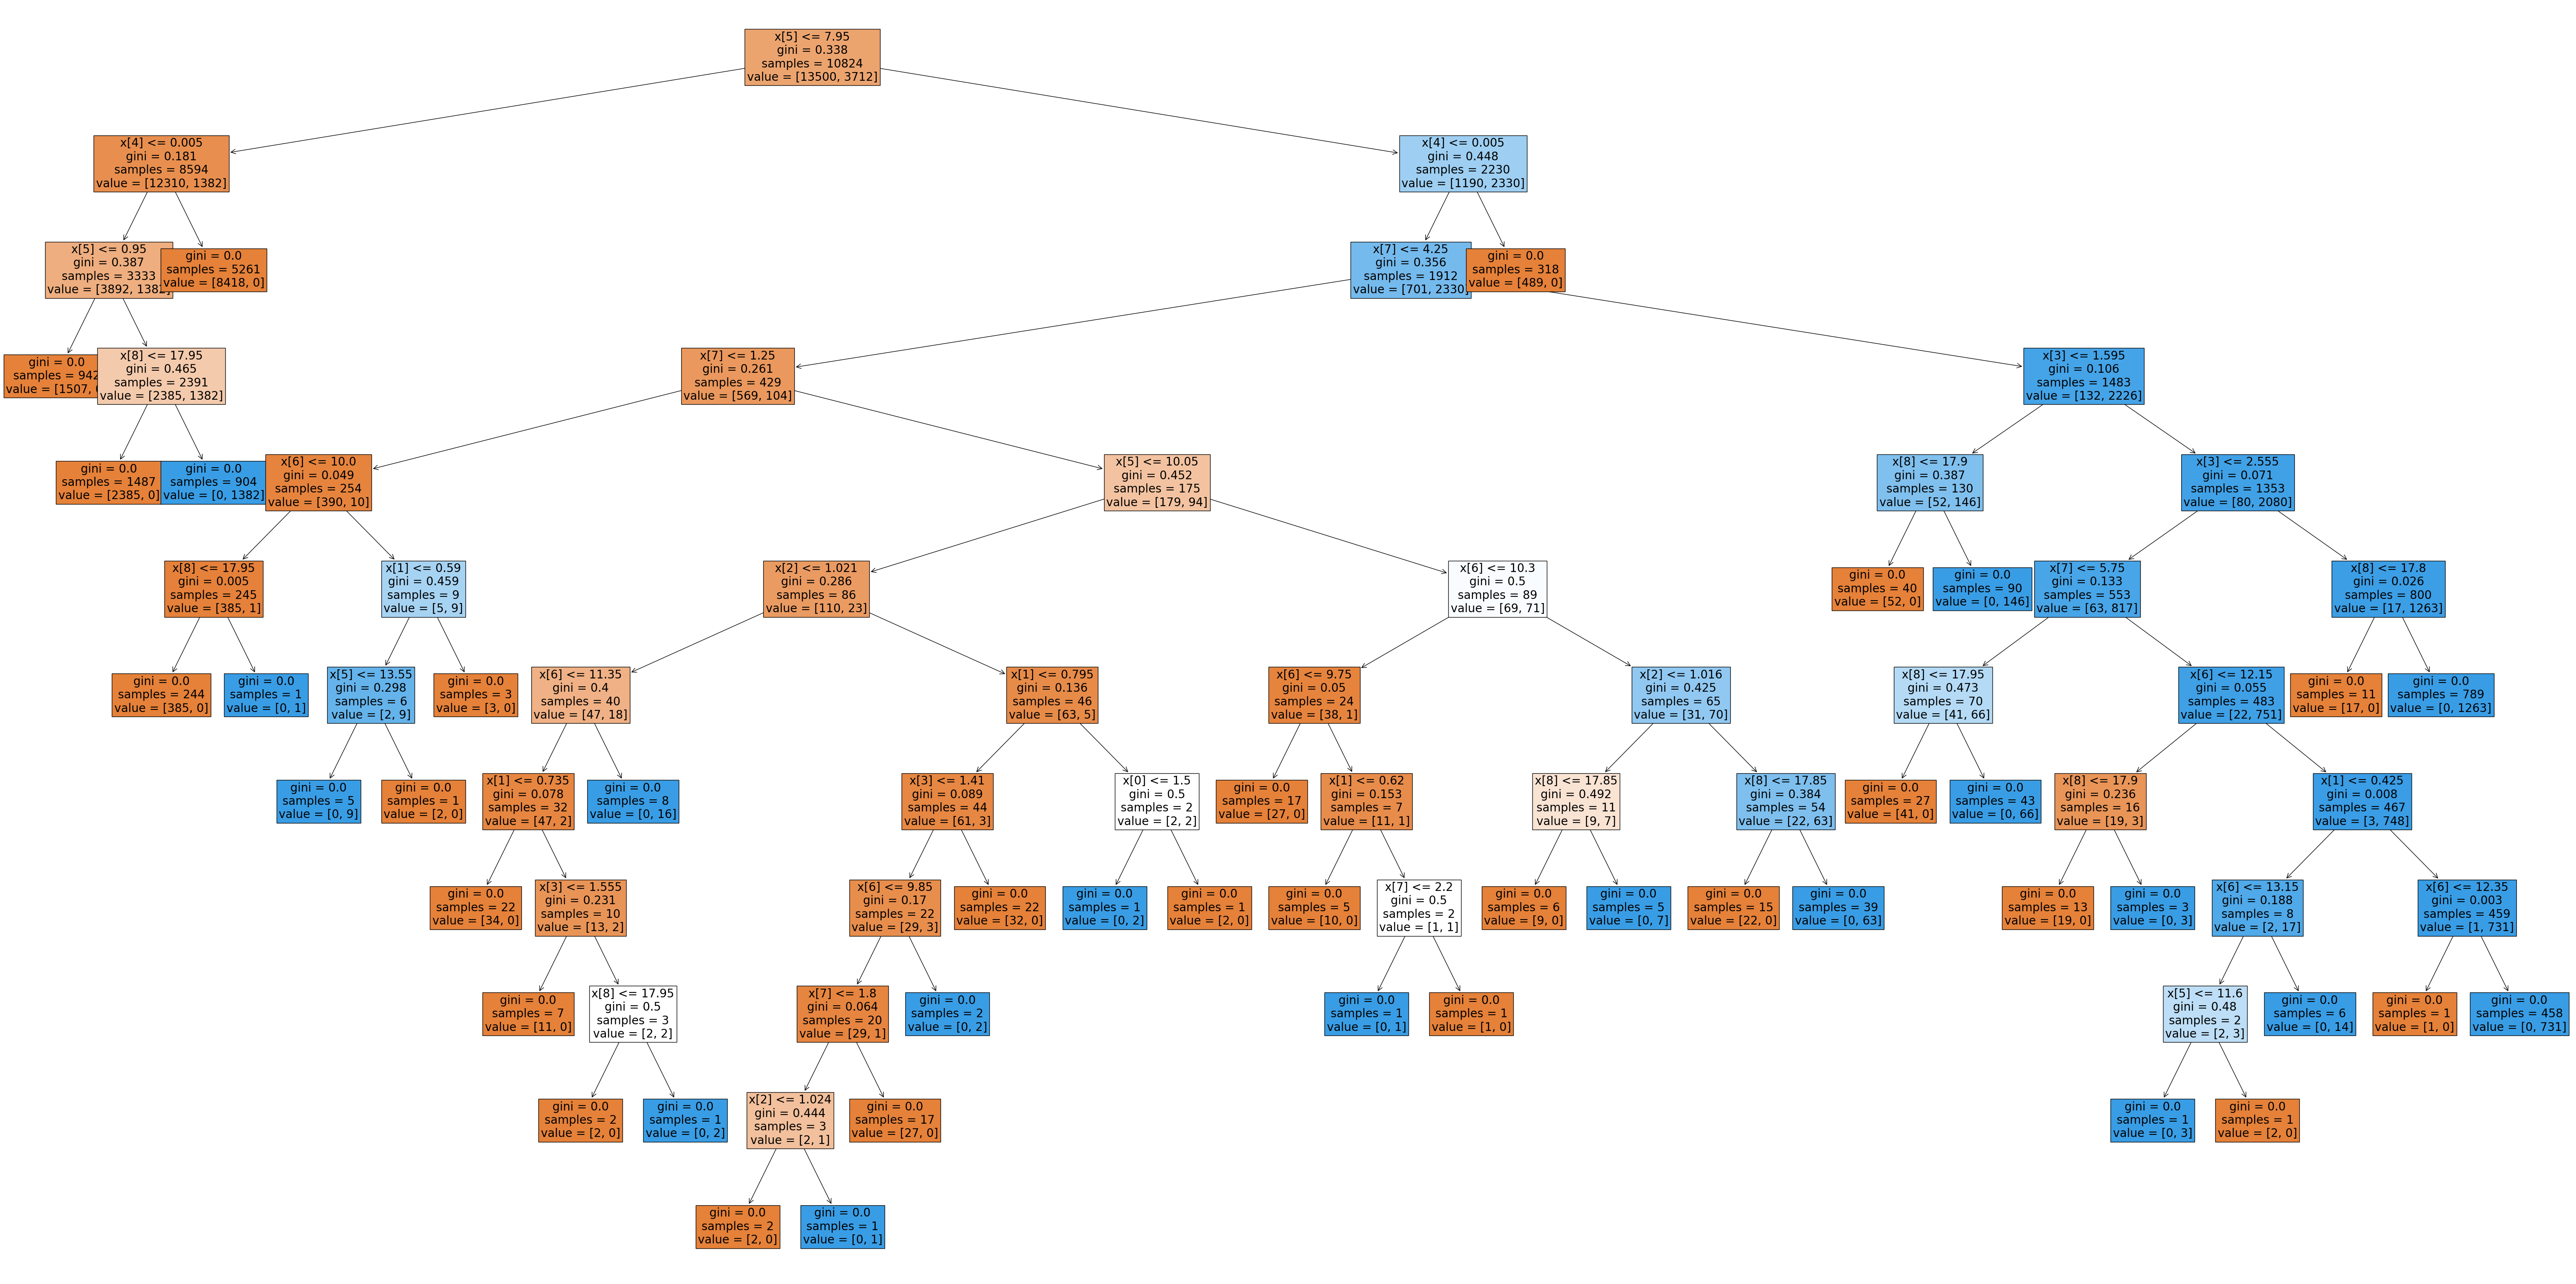 x[5] <= 7.95
gini = 0.338
samples = 10824
value = [13500, 3712]
x[4] <= 0.005
gini = 0.181
samples = 8594
value = [12310, 1382]
x[4] <= 0.005
gini = 0.448
samples = 2230
value = [1190, 2330]
x[5] <= 0.95
gini = 0.387
samples = 3333
value = [3892, 1382]
gini = 0.0
samples = 5261
value = [8418, 0]
x[7] <= 4.25
gini = 0.356
samples = 1912
value = [701, 2330]
gini = 0.0
samples = 318
value = [489, 0]
gini = 0.0
samples = 942
value = [1507,
x[8] <= 17.95
gini = 0.465
samples = 2391
value = [2385, 1382]
x[7] <= 1.25
gini = 0.261
samples = 429
value = [569, 104]
x[3] <= 1.595
gini = 0.106
samples = 1483
value = [132, 2226]
gini = 0.0
samples = 1487
value = [2385, 0]
gini = 0.0
samples = 904
value = [0, 1382]
x[6] <= 10.0
gini = 0.049
samples = 254
value = [390, 10]
x[5] <= 10.05
gini = 0.452
samples = 175
value = [179, 94]
x[8] <= 17.9
gini = 0.387
samples = 130
value = [52, 146]
x[3] <= 2.555
gini = 0.071
samples = 1353
value = [80, 2080]
x[8] <= 17.95
gini = 0.005
samples = 245
value = [385, 1]
x[1] <= 0.59
gini = 0.459
samples = 9
value = [5, 9]
x[2] <= 1.021
gini = 0.286
samples = 86
value = [110, 23]
x[6] <= 10.3
gini = 0.5
samples = 89
value = [69, 71]
gini = 0.0
samples = 40
value = [52, 0]
gini = 0.0
samples = 90
value = [0, 146]
x[7] <= 5.75
gini = 0.133
samples = 553
value = [63, 817]
x[8] <= 17.8
gini = 0.026
samples = 800
value = [17, 1263]
gini = 0.0
samples = 244
value = [385, 0]
gini = 0.0
samples = 1
value = [0, 1]
x[5] <= 13.55
gini = 0.298
samples = 6
value = [2, 9]
gini = 0.0
samples = 3
value = [3, 0]
x[6] <= 11.35
gini = 0.4
samples = 40
value = [47, 18]
x[1] <= 0.795
gini = 0.136
samples = 46
value = [63, 5]
x[6] <= 9.75
gini = 0.05
samples = 24
value = [38, 1]
x[2] <= 1.016
gini = 0.425
samples = 65
value = [31, 70]
x[8] <= 17.95
gini = 0.473
samples = 70
value = [41, 66]
x[6] <= 12.15
gini = 0.055
samples = 483
value = [22, 751]
gini = 0.0
samples = 11
value = [17, 0]
gini = 0.0
samples = 789
value = [0, 1263]
gini = 0.0
samples = 5
value = [0, 9]
gini = 0.0
samples = 1
value = [2, 0]
x[1] <= 0.735
gini = 0.078
samples = 32
value = [47, 2]
gini = 0.0
samples = 8
value = [0, 16]
x[3] <= 1.41
gini = 0.089
samples = 44
value = [61, 3]
x[0] <= 1.5
gini = 0.5
samples = 2
value = [2, 2]
gini = 0.0
samples = 17
value = [27, 0]
x[1] <= 0.62
gini = 0.153
samples = 7
value = [11, 1]
x[8] <= 17.85
gini = 0.492
samples = 11
value = [9, 7]
x[8] <= 17.85
gini = 0.384
samples = 54
value = [22, 63]
gini = 0.0
samples = 27
value = [41, 0]
gini = 0.0
samples = 43
value = [0, 66]
x[8] <= 17.9
gini = 0.236
samples = 16
value = [19, 3]
x[1] <= 0.425
gini = 0.008
samples = 467
value = [3, 748]
gini = 0.0
samples = 22
value = [34, 0]
x[3] <= 1.555
gini = 0.231
samples = 10
value = [13, 2]
x[6] <= 9.85
gini = 0.17
samples = 22
value = [29, 3]
gini = 0.0
samples = 22
value = [32, 0]
gini = 0.0
samples = 1
value = [0, 2]
gini = 0.0
samples = 1
value = [2, 0]
gini = 0.0
samples = 5
value = [10, 0]
x[7] <= 2.2
gini = 0.5
samples = 2
value = [1, 1]
gini = 0.0
samples = 6
value = [9, 0]
gini = 0.0
samples = 5
value = [0, 7]
gini = 0.0
samples = 15
value = [22, 0]
gini = 0.0
samples = 39
value = [0, 63]
gini = 0.0
samples = 13
value = [19, 0]
gini = 0.0
samples = 3
value = [0, 3]
x[6] <= 13.15
gini = 0.188
samples = 8
value = [2, 17]
x[6] <= 12.35
gini = 0.003
samples = 459
value = [1, 731]
gini = 0.0
samples = 7
value = [11, 0]
x[8] <= 17.95
gini = 0.5
samples = 3
value = [2, 2]
x[7] <= 1.8
gini = 0.064
samples = 20
value = [29, 1]
gini = 0.0
samples = 2
value = [0, 2]
gini = 0.0
samples = 1
value = [0, 1]
gini = 0.0
samples = 1
value = [1, 0]
x[5] <= 11.6
gini = 0.48
samples = 2
value = [2, 3]
gini = 0.0
samples = 6
value = [0, 14]
gini = 0.0
samples = 1
value = [1, 0]
gini = 0.0
samples = 458
value = [0, 731]
gini = 0.0
samples = 2
value = [2, 0]
gini = 0.0
samples = 1
value = [0, 2]
x[2] <= 1.024
gini = 0.444
samples = 3
value = [2, 1]
gini = 0.0
samples = 17
value = [27, 0]
gini = 0.0
samples = 1
value = [0, 3]
gini = 0.0
samples = 1
value = [2, 0]
gini = 0.0
samples = 2
value = [2, 0]
gini = 0.0
samples = 1
value = [0, 1]